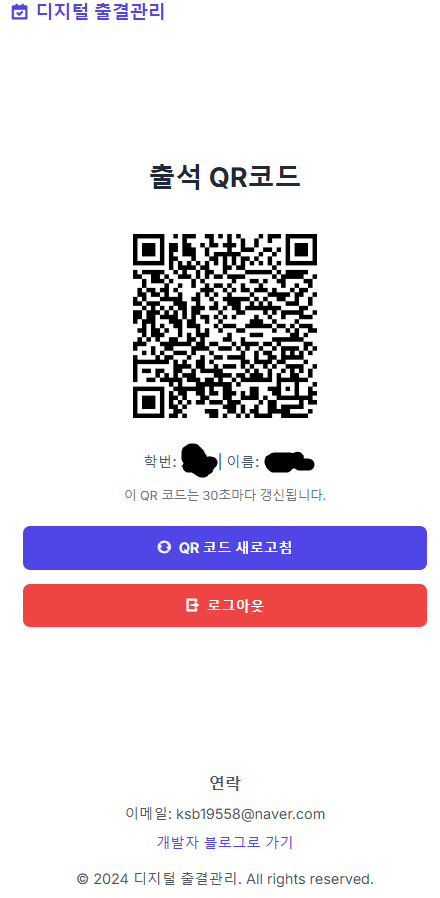 디지털 출결관리
출석 QR코드
학번: | 이름:
이 QR 코드는 30초마다 갱신됩니다.
QR 코드 새로고침
로그아웃
연락
이메일: ksb19558@naver.com
개발자 블로그로 가기
© 2024 디지털 출결관리. All rights reserved.